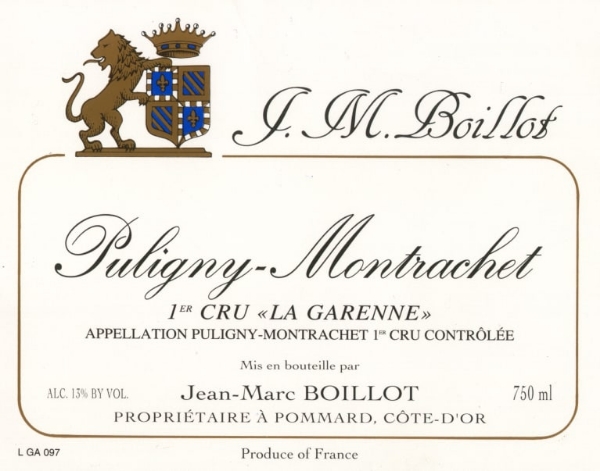 J. M. Boillot
Puligny-Montrachet
1ER CRU «LA GARENNE»
APPELLATION PULIGNY-MONTRACHET 1er CRU CONTRÔLÉE
Mis en bouteille par
ALC. 13% BY VOL. Jean-Marc BOILLOT 750 ml
PROPRIÉTAIRE À POMMARD, CÔTE-D'OR
L GA 097 Produce of France